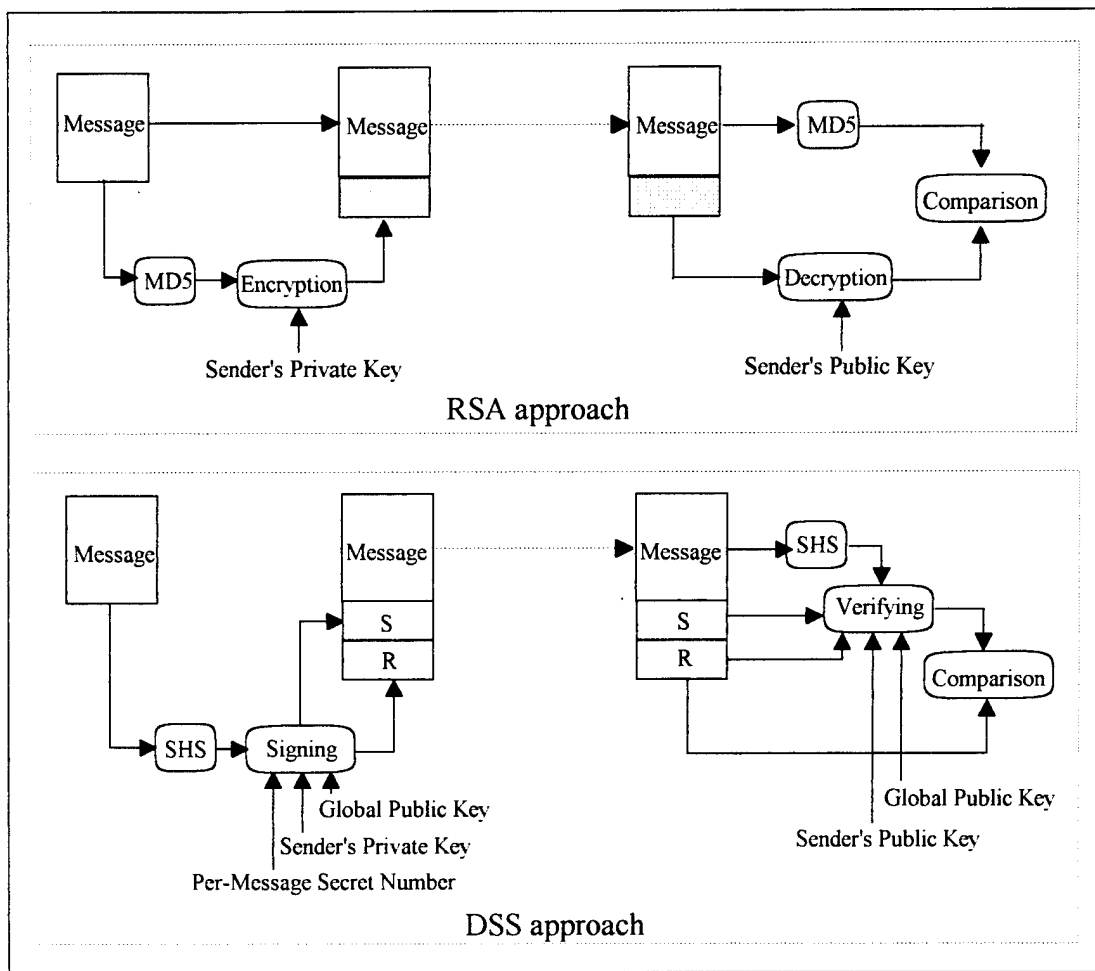 Message
Message
Message
MD5
Comparison
MD5
Encryption
Decryption
Sender's Private Key
Sender's Public Key
RSA approach
Message
Message
Message
SHS
Verifying
S
S
R
R
Comparison
SHS
Signing
Global Public Key
Global Public Key
Sender's Private Key
Sender's Public Key
Per-Message Secret Number
DSS approach